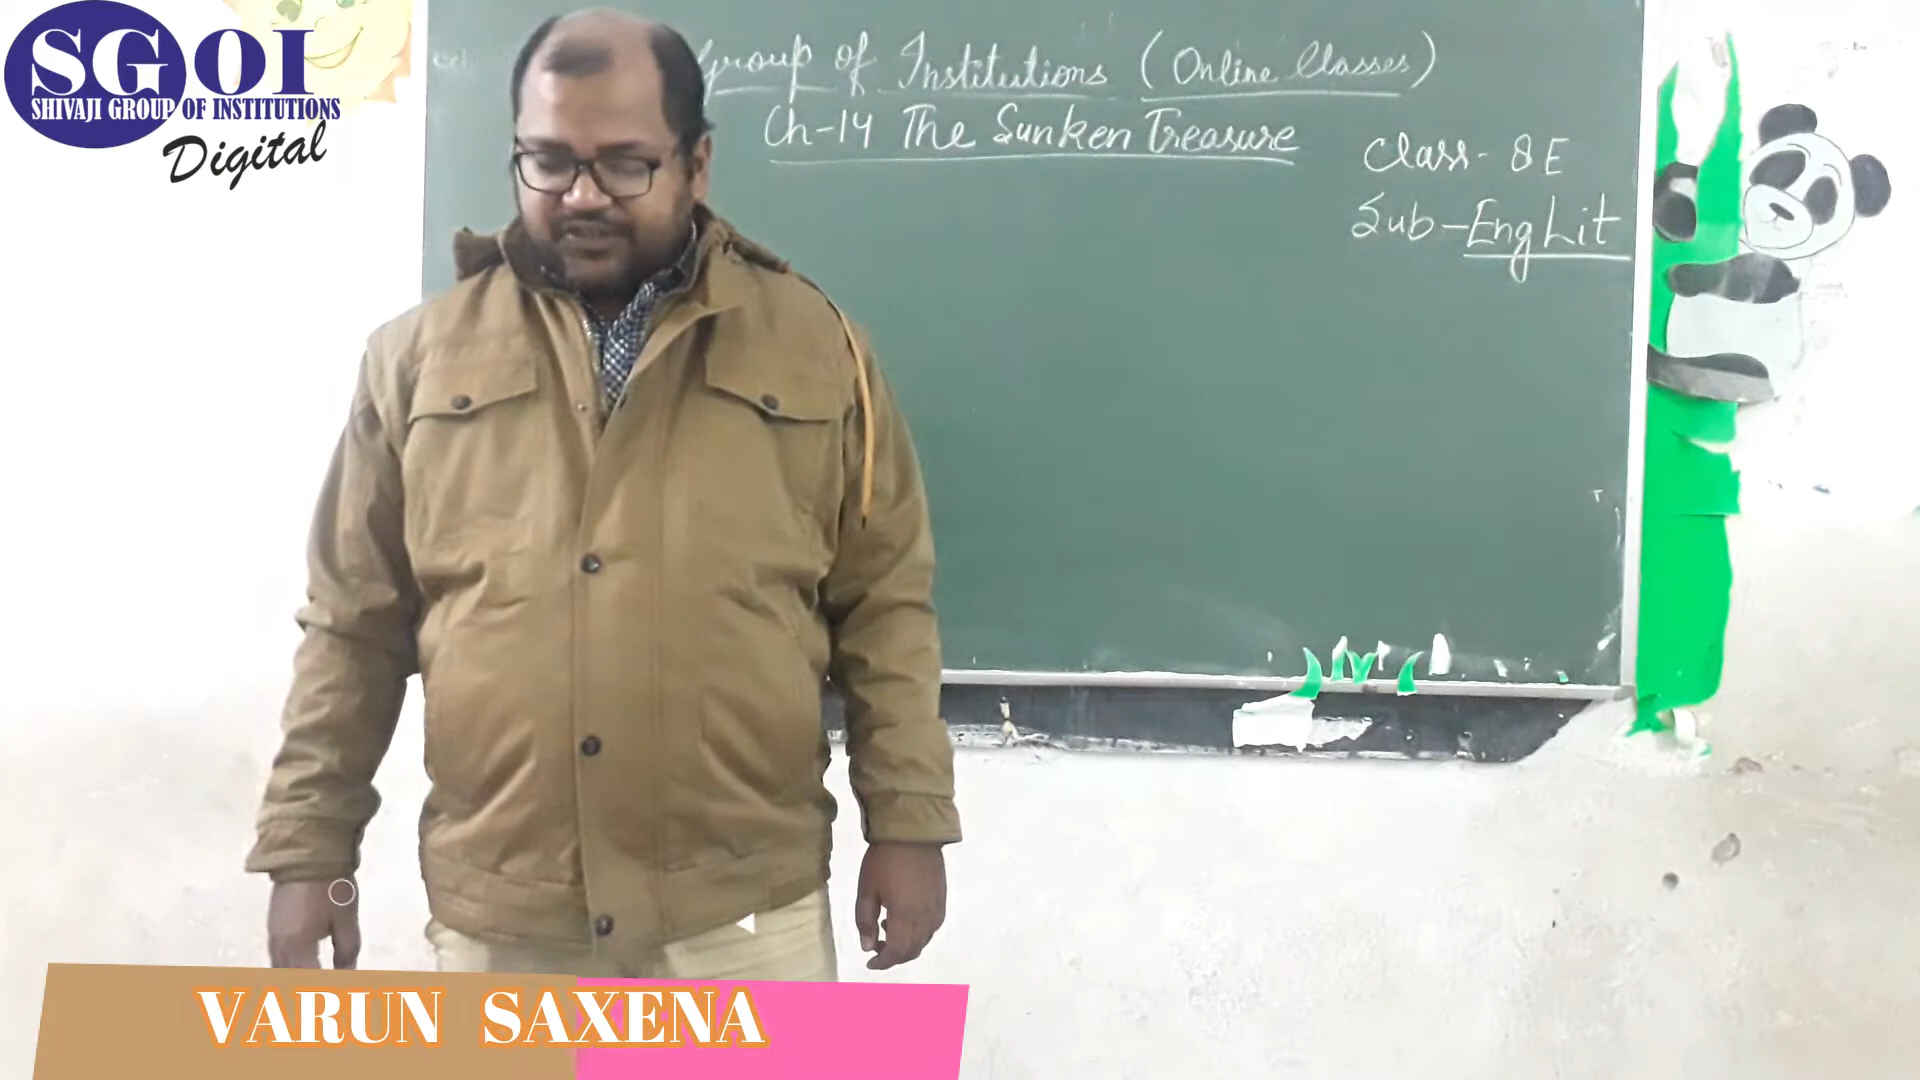 SGOI
SHIVAJI GROUP OF INSTITUTIONS
Digital
Group of Institutions (Online Classes)
Ch-14 The Sunken Treasure
Class- 8E
Sub-Eng Lit
VARUN SAXENA